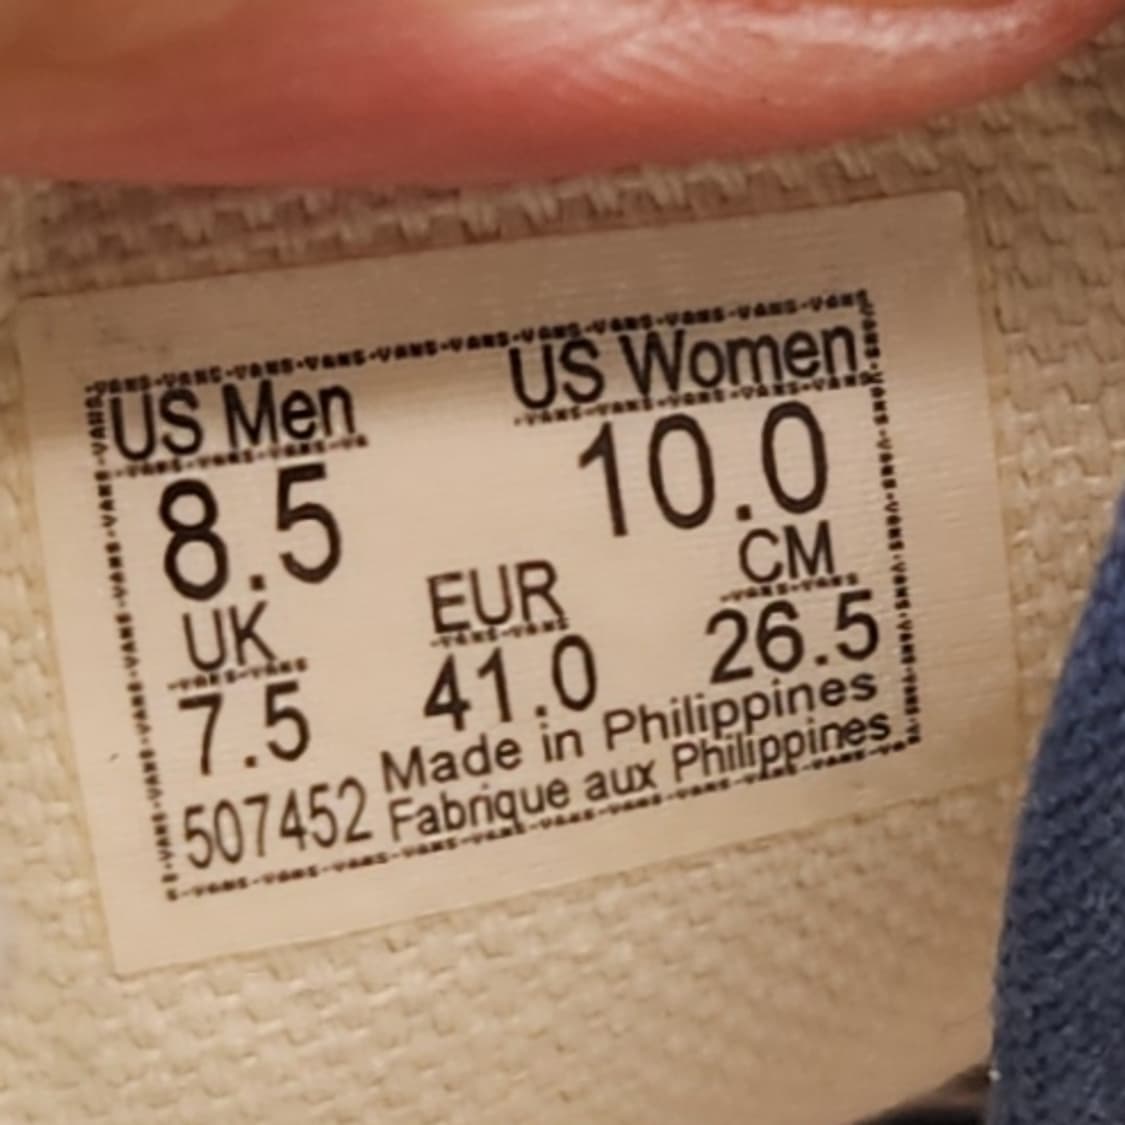 US Men US Women
8.5 10.0
UK EUR CM
7.5 41.0 26.5
Made in Philippines
507452 Fabrique aux Philippines